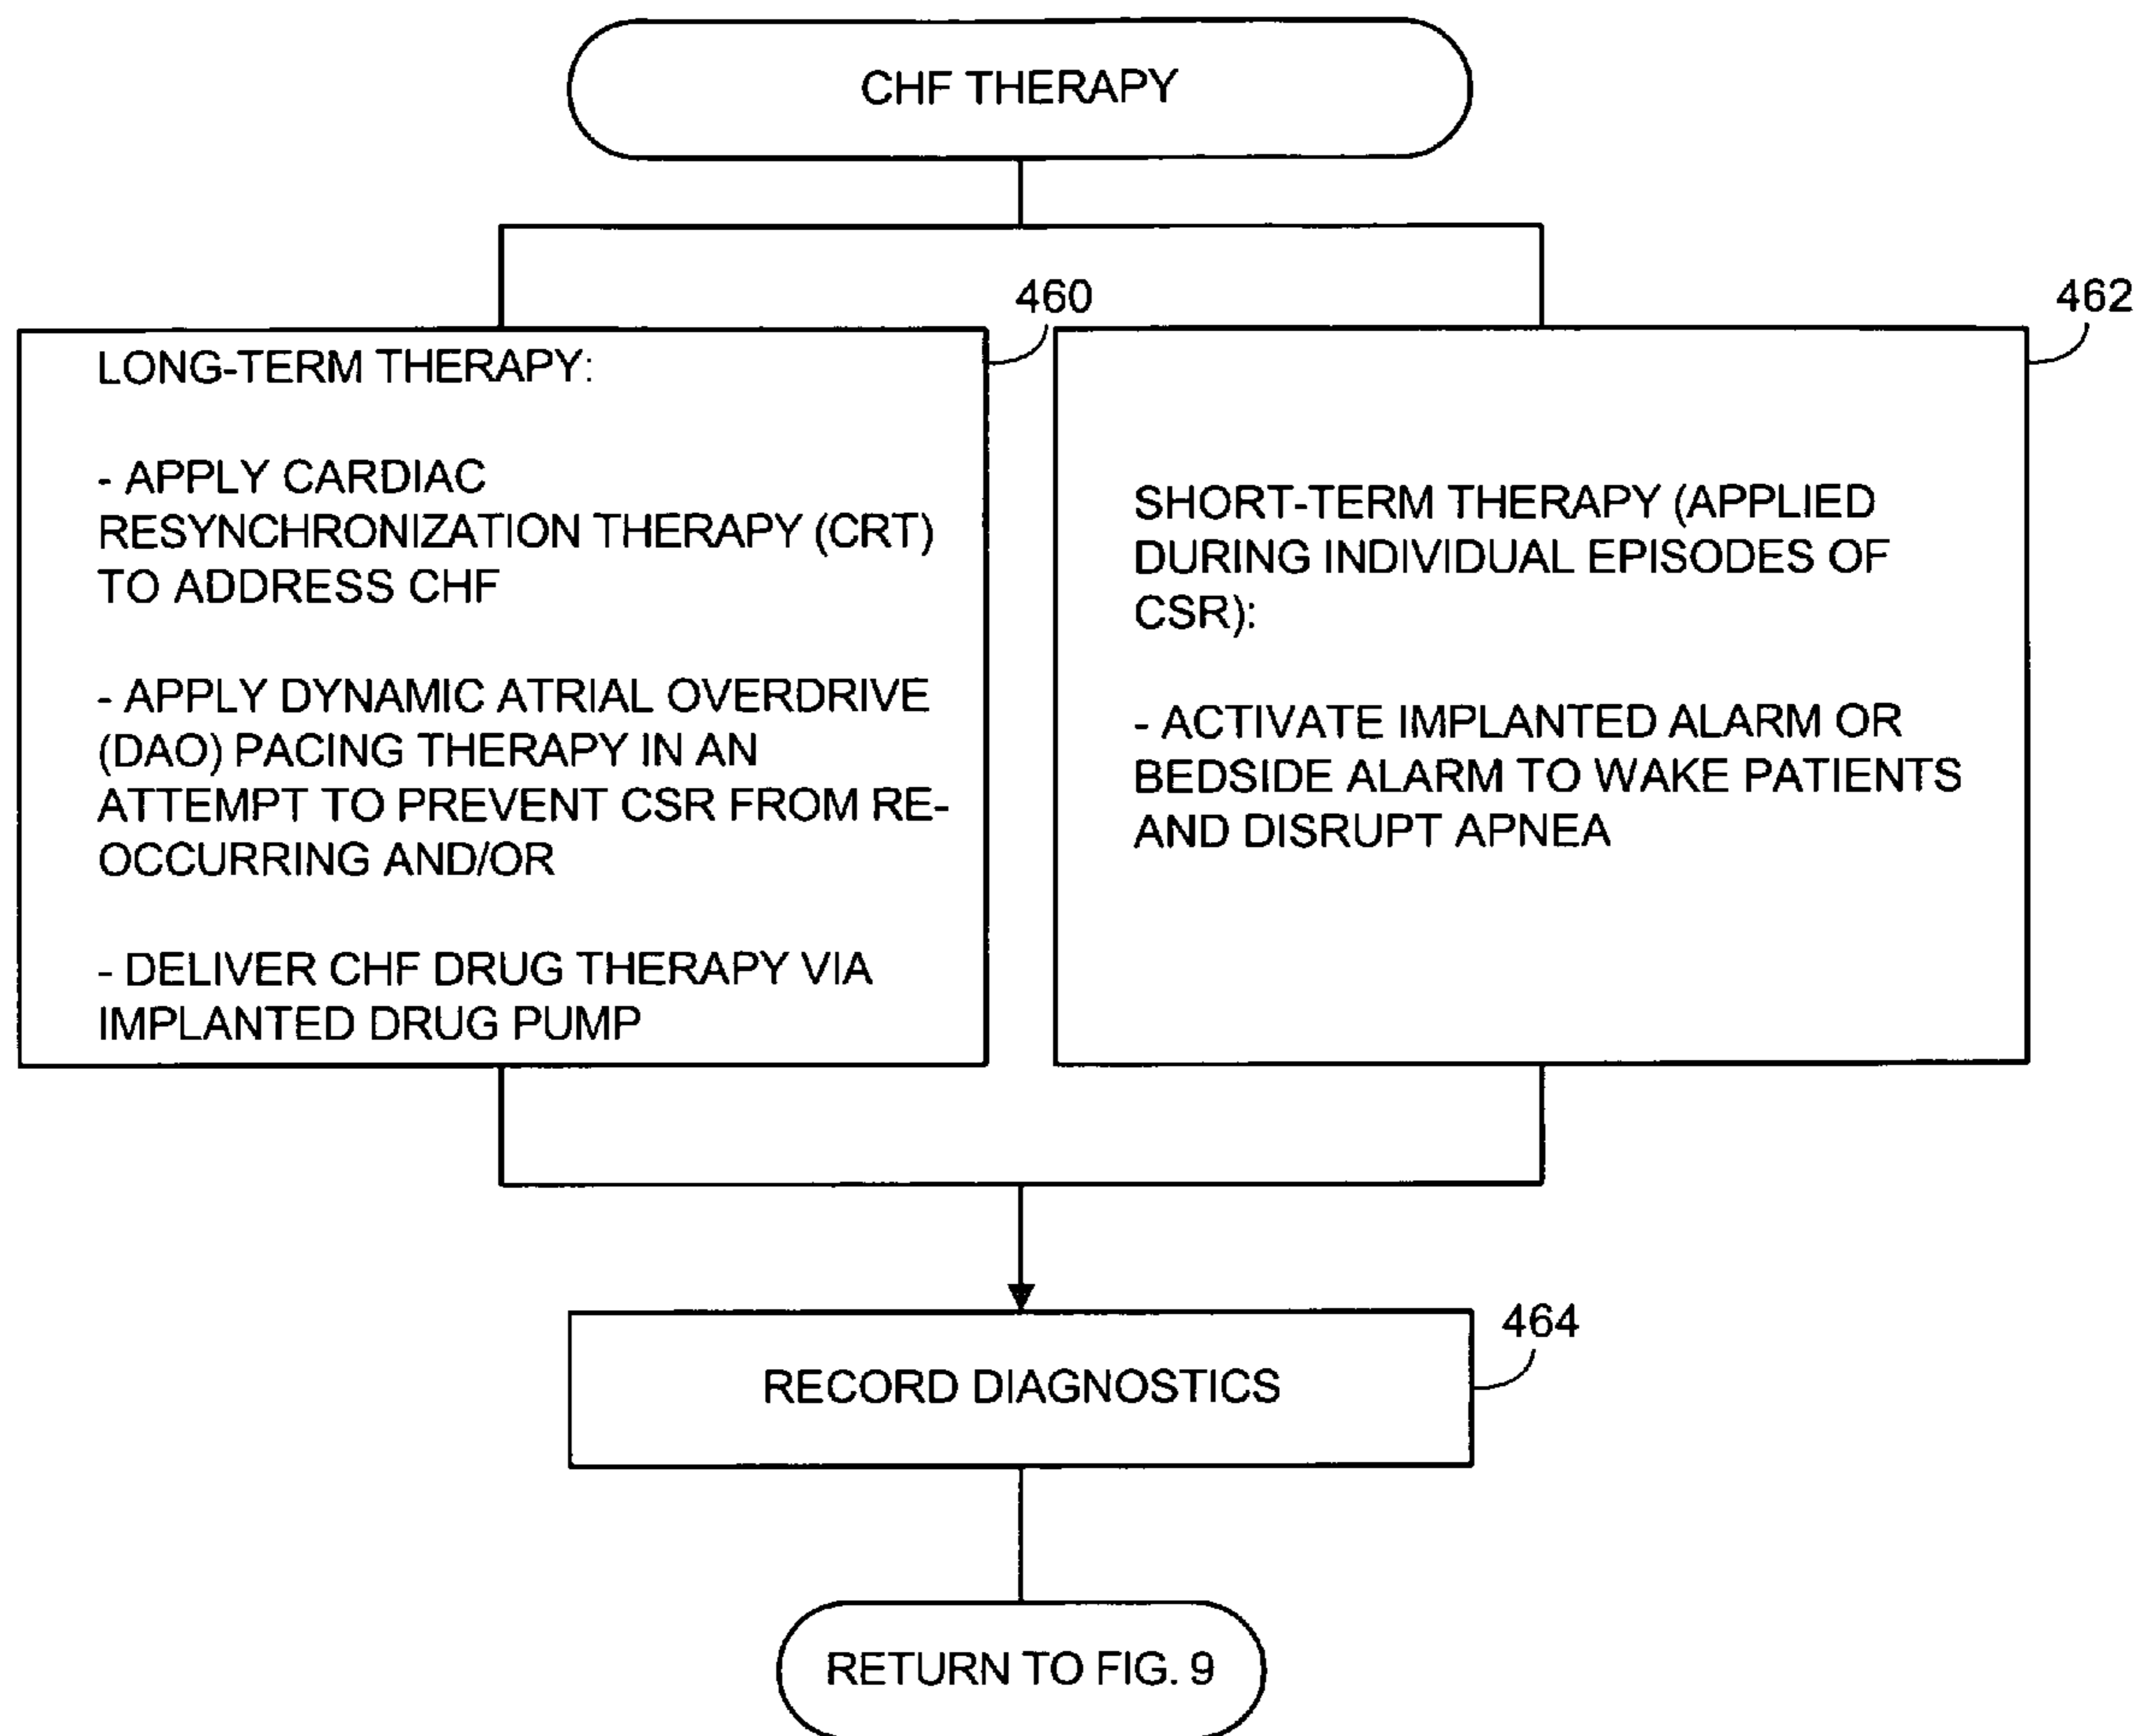 CHF THERAPY
460
LONG-TERM THERAPY:
- APPLY CARDIAC
RESYNCHRONIZATION THERAPY (CRT)
TO ADDRESS CHF
- APPLY DYNAMIC ATRIAL OVERDRIVE
(DAO) PACING THERAPY IN AN
ATTEMPT TO PREVENT CSR FROM RE-
OCCURRING AND/OR
- DELIVER CHF DRUG THERAPY VIA
IMPLANTED DRUG PUMP
462
SHORT-TERM THERAPY (APPLIED
DURING INDIVIDUAL EPISODES OF
CSR):
- ACTIVATE IMPLANTED ALARM OR
BEDSIDE ALARM TO WAKE PATIENTS
AND DISRUPT APNEA
464
RECORD DIAGNOSTICS
RETURN TO FIG. 9